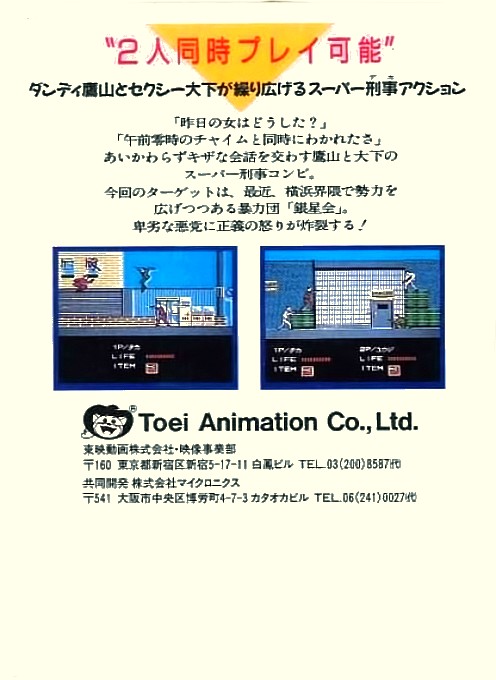 "2人同時プレイ可能"
ダンディ鷹山とセクシー大下が繰り広げるスーパー刑事アクション
「昨日の女はどうした?」
「午前零時のチャイムと同時にわかれたさ」
あいかわらずキザな会話を交わす鷹山と大下の
スーパー刑事コンビ。
今回のターゲットは、最近、横浜界隈で勢力を
広げつつある暴力団「銀星会」。
卑劣な悪党に正義の怒りが炸裂する!
1P/タカ
LIFE
ITEM
1P/タカ 2P/ユウジ
LIFE LIFE
ITEM ITEM
® Toei Animation Co., Ltd.
東映動画株式会社・映像事業部
〒160 東京都新宿区新宿5-17-11 白鳳ビル TEL.03(200)8587㈹
共同開発 株式会社マイクロニクス
〒541 大阪市中央区博労町4-7-3 カタオカビル TEL.06(241)0027㈹